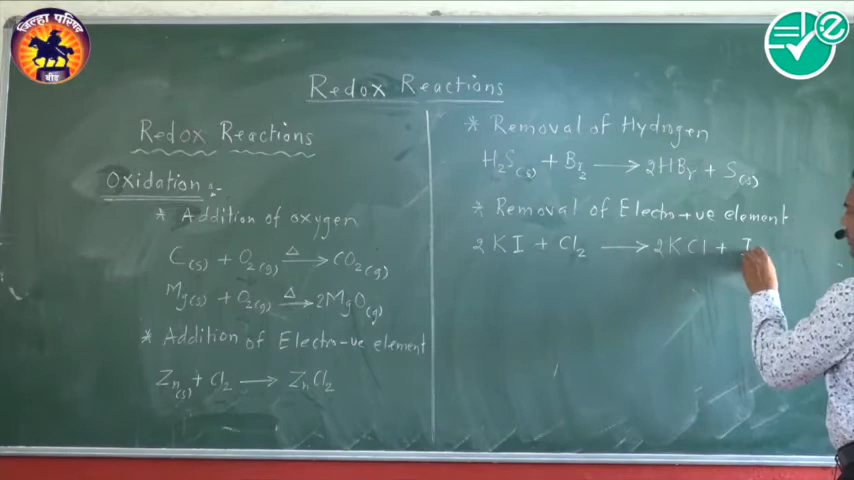 जिल्हा परिषद
बीड
Redox Reactions
Redox Reactions
Oxidation :-
* Addition of oxygen
C(s) + O2(g) △→ CO2(g)
Mg(s) + O2(g) △→ 2MgO(g)
* Addition of Electro-ve element
Zn(s) + Cl2 → ZnCl2
* Removal of Hydrogen
H2S(s) + Br2 → 2HBr + S(s)
* Removal of Electro+ve element
2KI + Cl2 → 2KCl + I